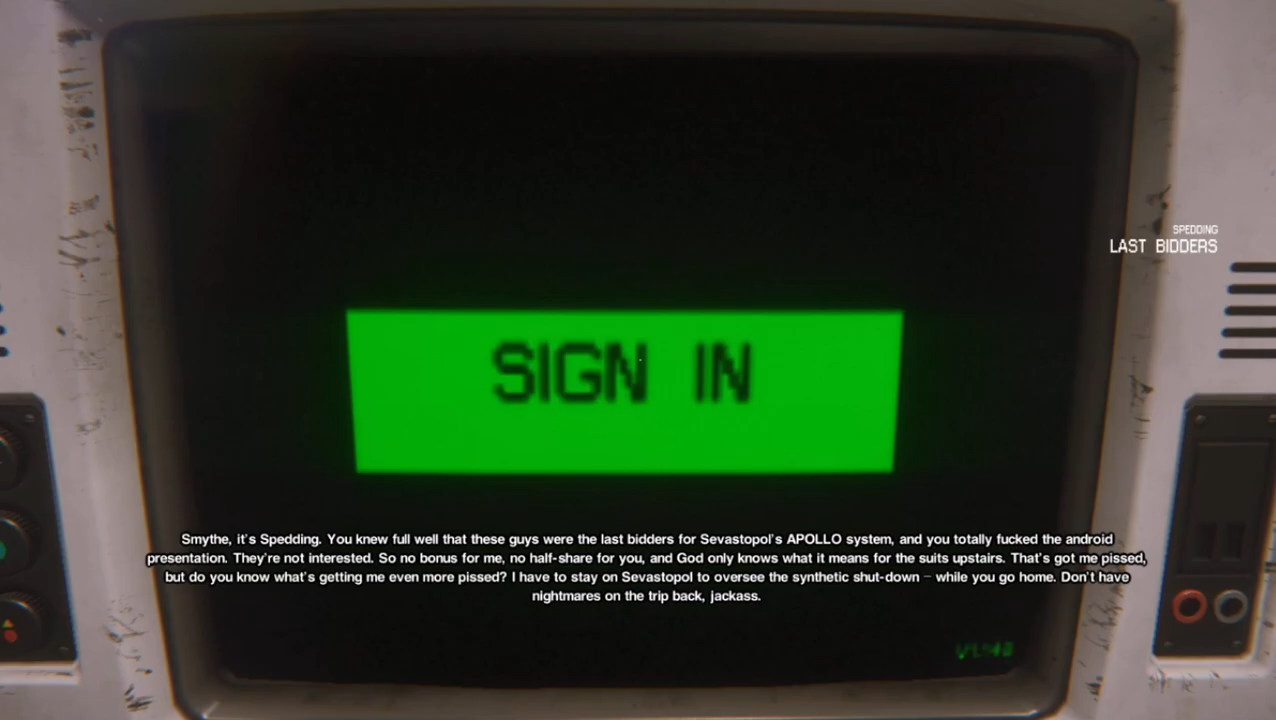 SPEDDING
LAST BIDDERS
SIGN IN
Smythe, it's Spedding. You knew full well that these guys were the last bidders for Sevastopol's APOLLO system, and you totally fucked the android
presentation. They're not interested. So no bonus for me, no half-share for you, and God only knows what it means for the suits upstairs. That's got me pissed,
but do you know what's getting me even more pissed? I have to stay on Sevastopol to oversee the synthetic shut-down – while you go home. Don't have
nightmares on the trip back, jackass.